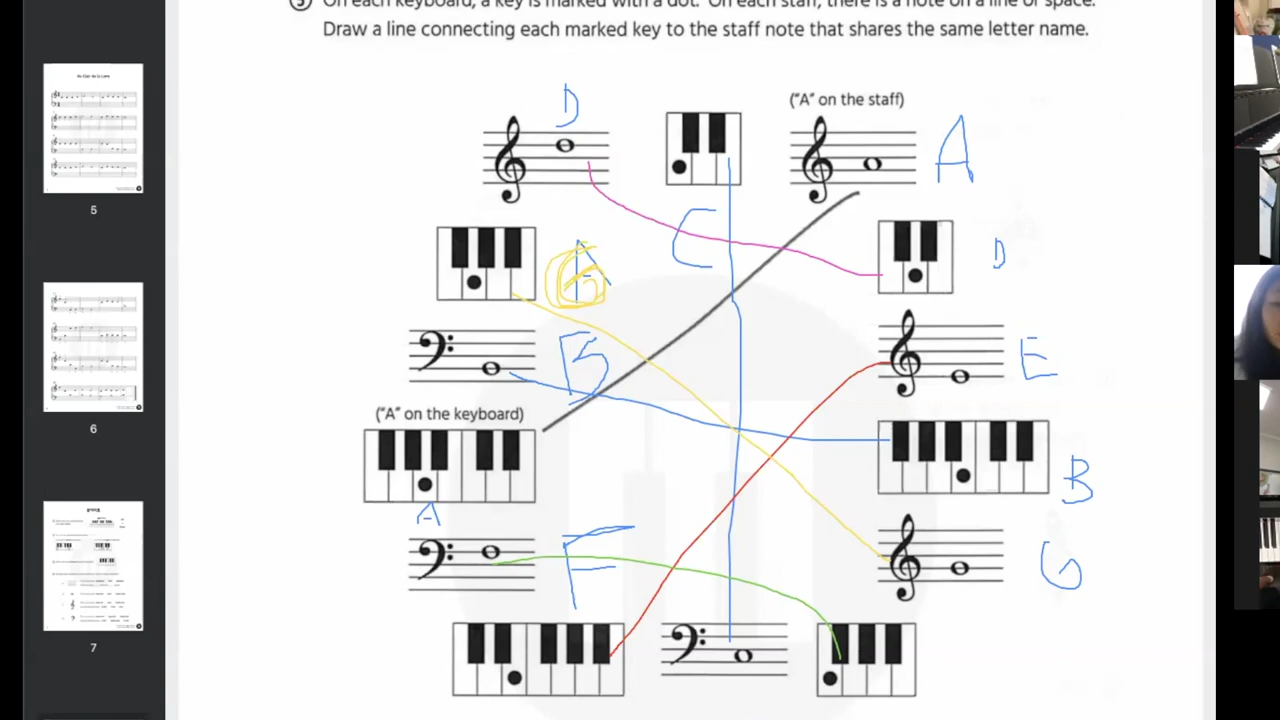 ③ On each keyboard, a key is marked with a dot. On each staff, there is a note on a line or space.
Draw a line connecting each marked key to the staff note that shares the same letter name.
D
("A" on the staff)
A
C
D
G
B
E
("A" on the keyboard)
A
B
F
G
5
6
7